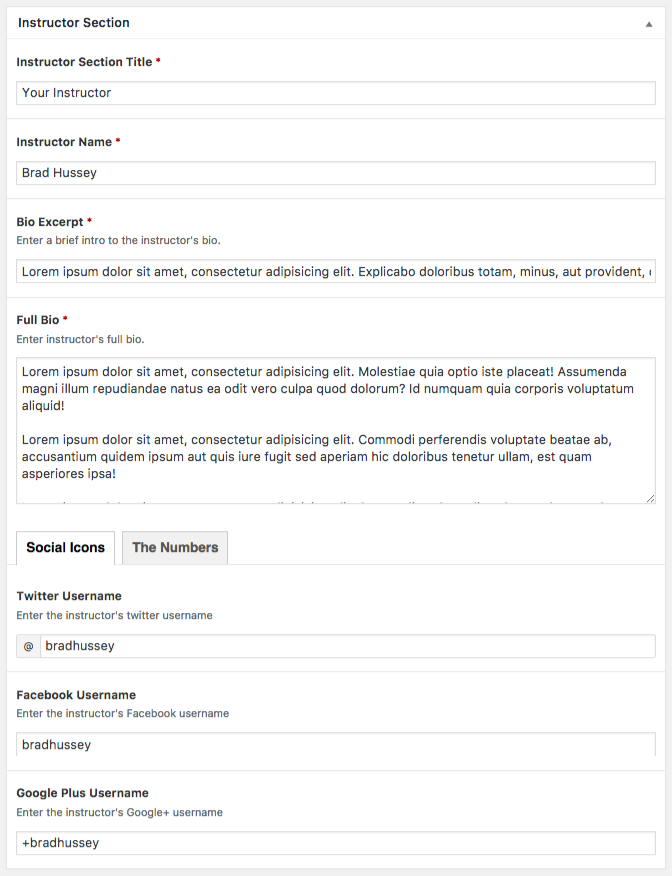 Instructor Section
Instructor Section Title *
Your Instructor
Instructor Name *
Brad Hussey
Bio Excerpt *
Enter a brief intro to the instructor's bio.
Lorem ipsum dolor sit amet, consectetur adipisicing elit. Explicabo doloribus totam, minus, aut provident,
Full Bio *
Enter instructor's full bio.
Lorem ipsum dolor sit amet, consectetur adipisicing elit. Molestiae quia optio iste placeat! Assumenda
magni illum repudiandae natus ea odit vero culpa quod dolorum? Id numquam quia corporis voluptatum
aliquid!
Lorem ipsum dolor sit amet, consectetur adipisicing elit. Commodi perferendis voluptate beatae ab,
accusantium quidem ipsum aut quis iure fugit sed aperiam hic doloribus tenetur ullam, est quam
asperiores ipsa!
Social Icons The Numbers
Twitter Username
Enter the instructor's twitter username
@ bradhussey
Facebook Username
Enter the instructor's Facebook username
bradhussey
Google Plus Username
Enter the instructor's Google+ username
+bradhussey